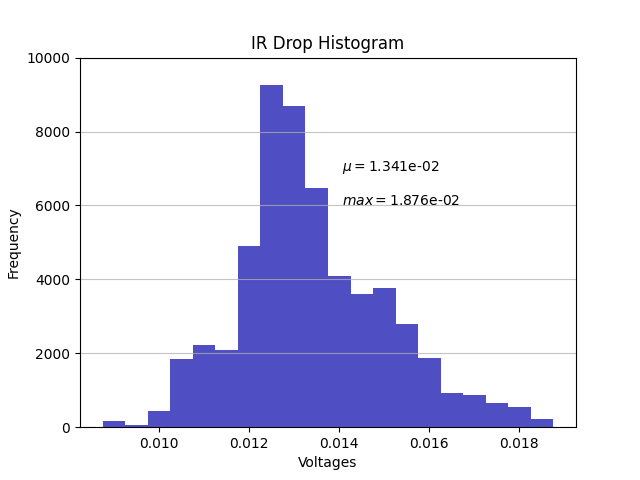 IR Drop Histogram
10000
8000
6000
4000
2000
0
Frequency
μ = 1.341e-02
max = 1.876e-02
0.010 0.012 0.014 0.016 0.018
Voltages